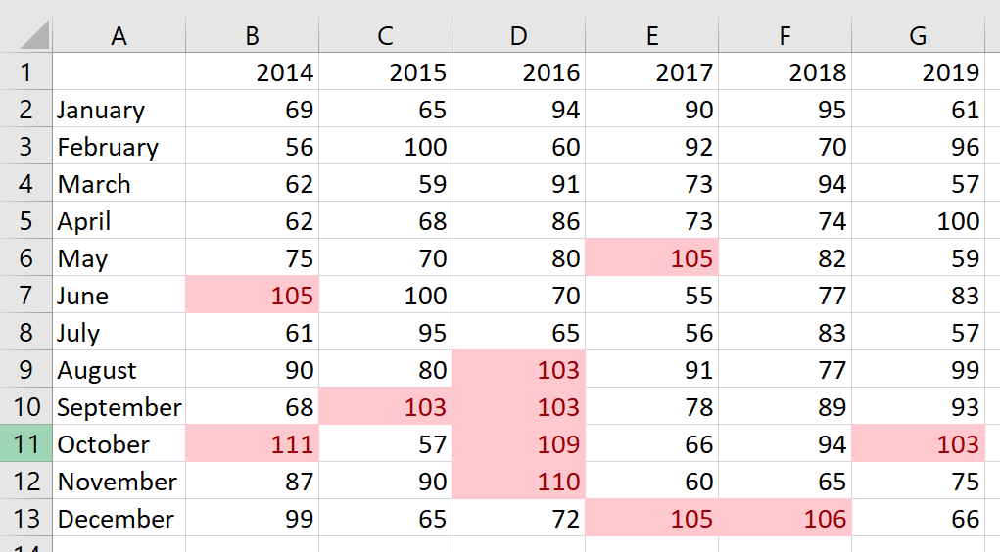 A B C D E F G
1 2014 2015 2016 2017 2018 2019
2 January 69 65 94 90 95 61
3 February 56 100 60 92 70 96
4 March 62 59 91 73 94 57
5 April 62 68 86 73 74 100
6 May 75 70 80 105 82 59
7 June 105 100 70 55 77 83
8 July 61 95 65 56 83 57
9 August 90 80 103 91 77 99
10 September 68 103 103 78 89 93
11 October 111 57 109 66 94 103
12 November 87 90 110 60 65 75
13 December 99 65 72 105 106 66
14